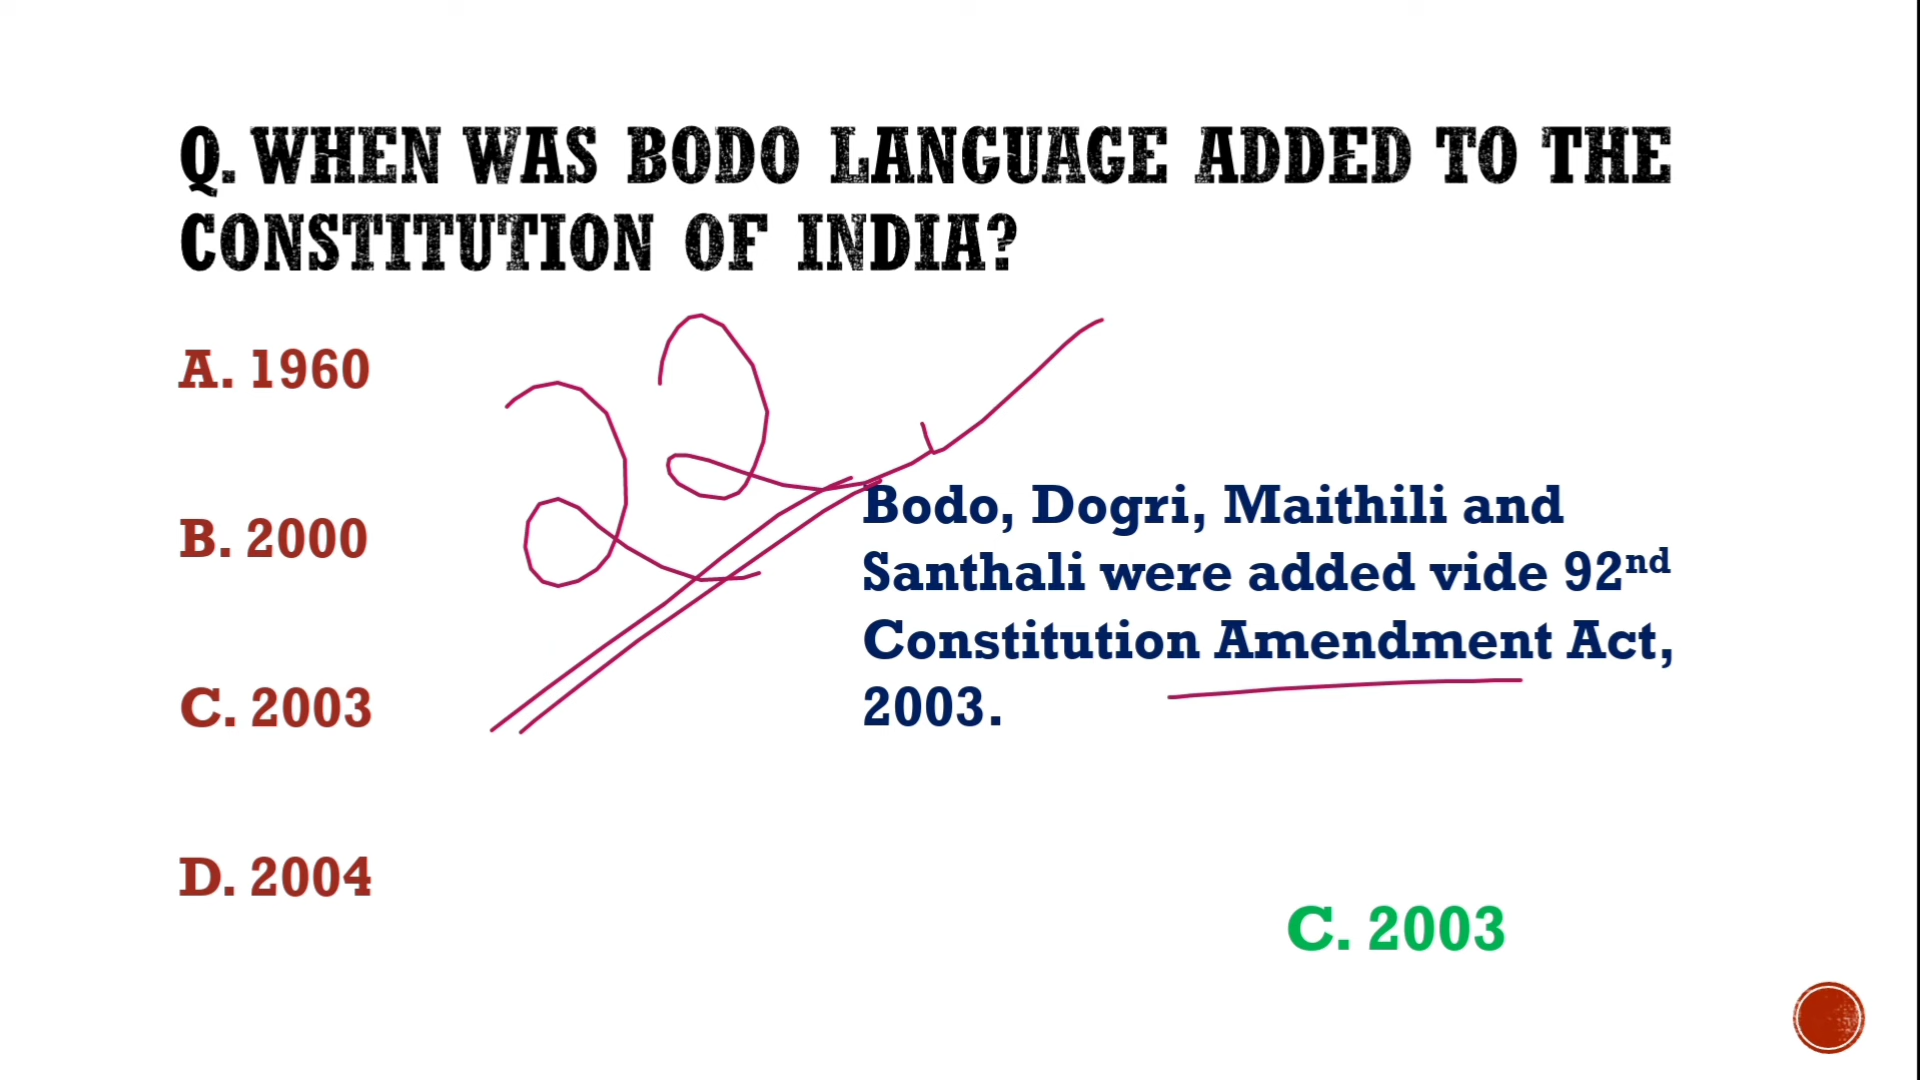 Q. WHEN WAS BODO LANGUAGE ADDED TO THE
CONSTITUTION OF INDIA?
A. 1960
B. 2000
C. 2003
D. 2004
22
Bodo, Dogri, Maithili and
Santhali were added vide 92nd
Constitution Amendment Act,
2003.
C. 2003